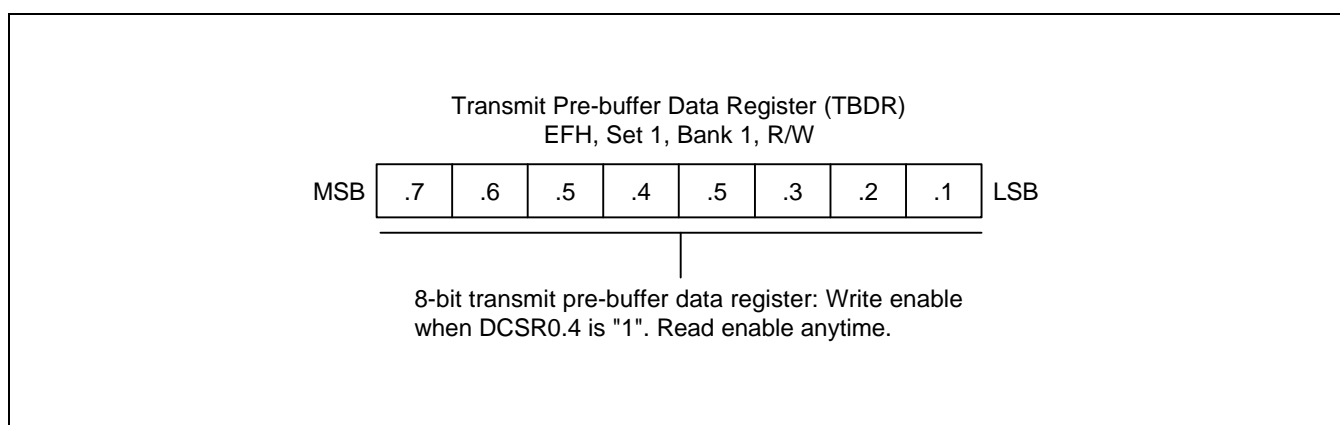 Transmit Pre-buffer Data Register (TBDR)
EFH, Set 1, Bank 1, R/W
MSB .7 .6 .5 .4 .5 .3 .2 .1 LSB
8-bit transmit pre-buffer data register: Write enable
when DCSR0.4 is "1". Read enable anytime.